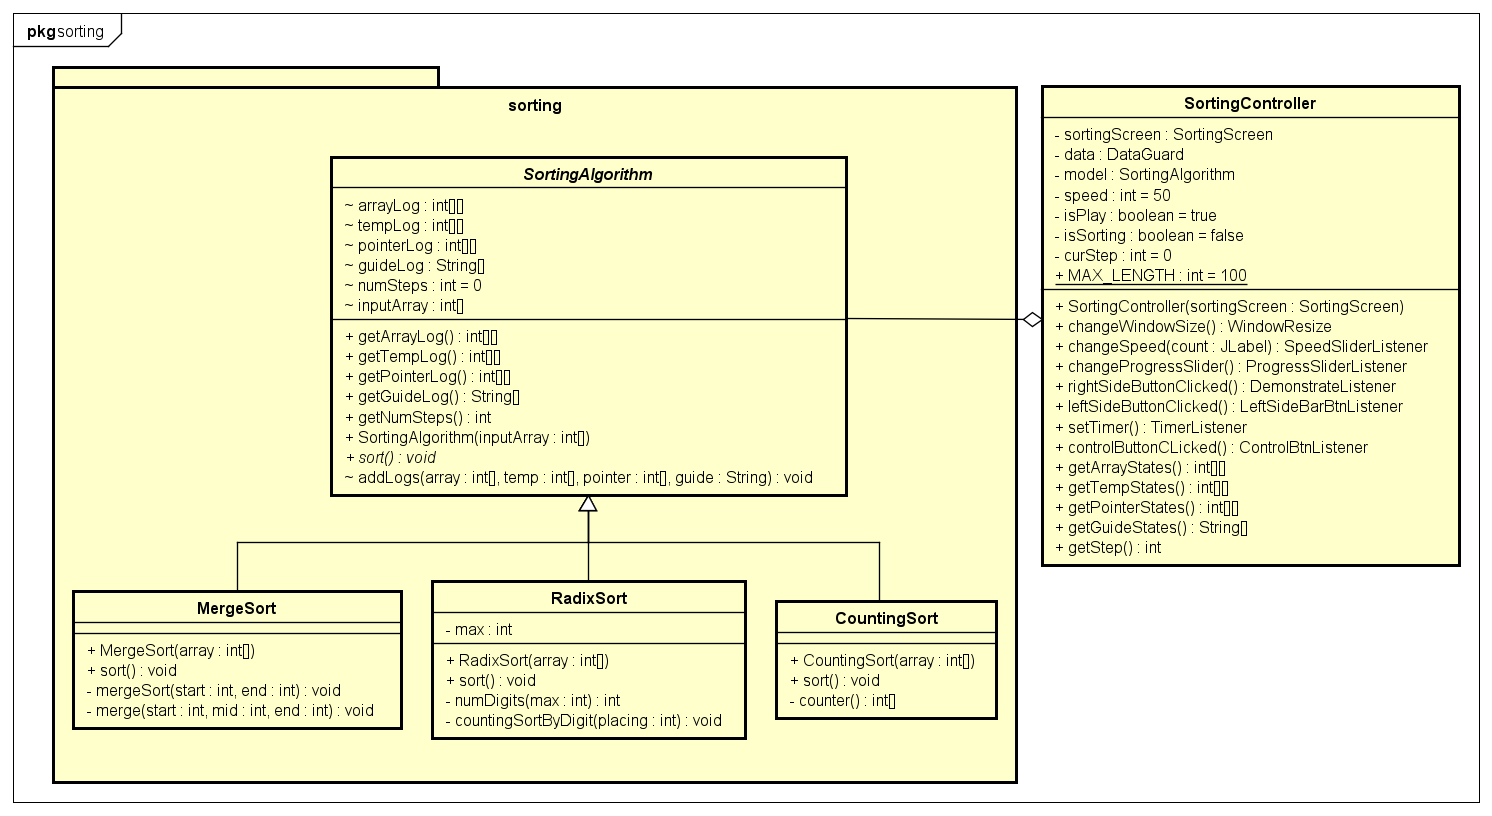 pkg sorting
sorting
SortingAlgorithm
~ arrayLog : int[][]
~ tempLog : int[][]
~ pointerLog : int[][]
~ guideLog : String[]
~ numSteps : int = 0
~ inputArray : int[]
+ getArrayLog() : int[][]
+ getTempLog() : int[][]
+ getPointerLog() : int[][]
+ getGuideLog() : String[]
+ getNumSteps() : int
+ SortingAlgorithm(inputArray : int[])
+ sort() : void
~ addLogs(array : int[], temp : int[], pointer : int[], guide : String) : void
MergeSort
+ MergeSort(array : int[])
+ sort() : void
- mergeSort(start : int, end : int) : void
- merge(start : int, mid : int, end : int) : void
RadixSort
- max : int
+ RadixSort(array : int[])
+ sort() : void
- numDigits(max : int) : int
- countingSortByDigit(placing : int) : void
CountingSort
+ CountingSort(array : int[])
+ sort() : void
- counter() : int[]
SortingController
- sortingScreen : SortingScreen
- data : DataGuard
- model : SortingAlgorithm
- speed : int = 50
- isPlay : boolean = true
- isSorting : boolean = false
- curStep : int = 0
+ MAX_LENGTH : int = 100
+ SortingController(sortingScreen : SortingScreen)
+ changeWindowSize() : WindowResize
+ changeSpeed(count : JLabel) : SpeedSliderListener
+ changeProgressSlider() : ProgressSliderListener
+ rightSideButtonClicked() : DemonstrateListener
+ leftSideButtonClicked() : LeftSideBarBtnListener
+ setTimer() : TimerListener
+ controlButtonCLicked() : ControlBtnListener
+ getArrayStates() : int[][]
+ getTempStates() : int[][]
+ getPointerStates() : int[][]
+ getGuideStates() : String[]
+ getStep() : int